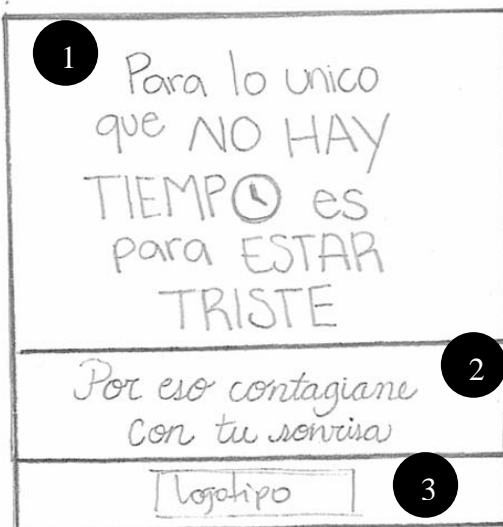 1
Para lo unico
que NO HAY
TIEMPO es
para ESTAR
TRISTE
2
Por eso contagiane
con tu sonrisa
Logotipo
3